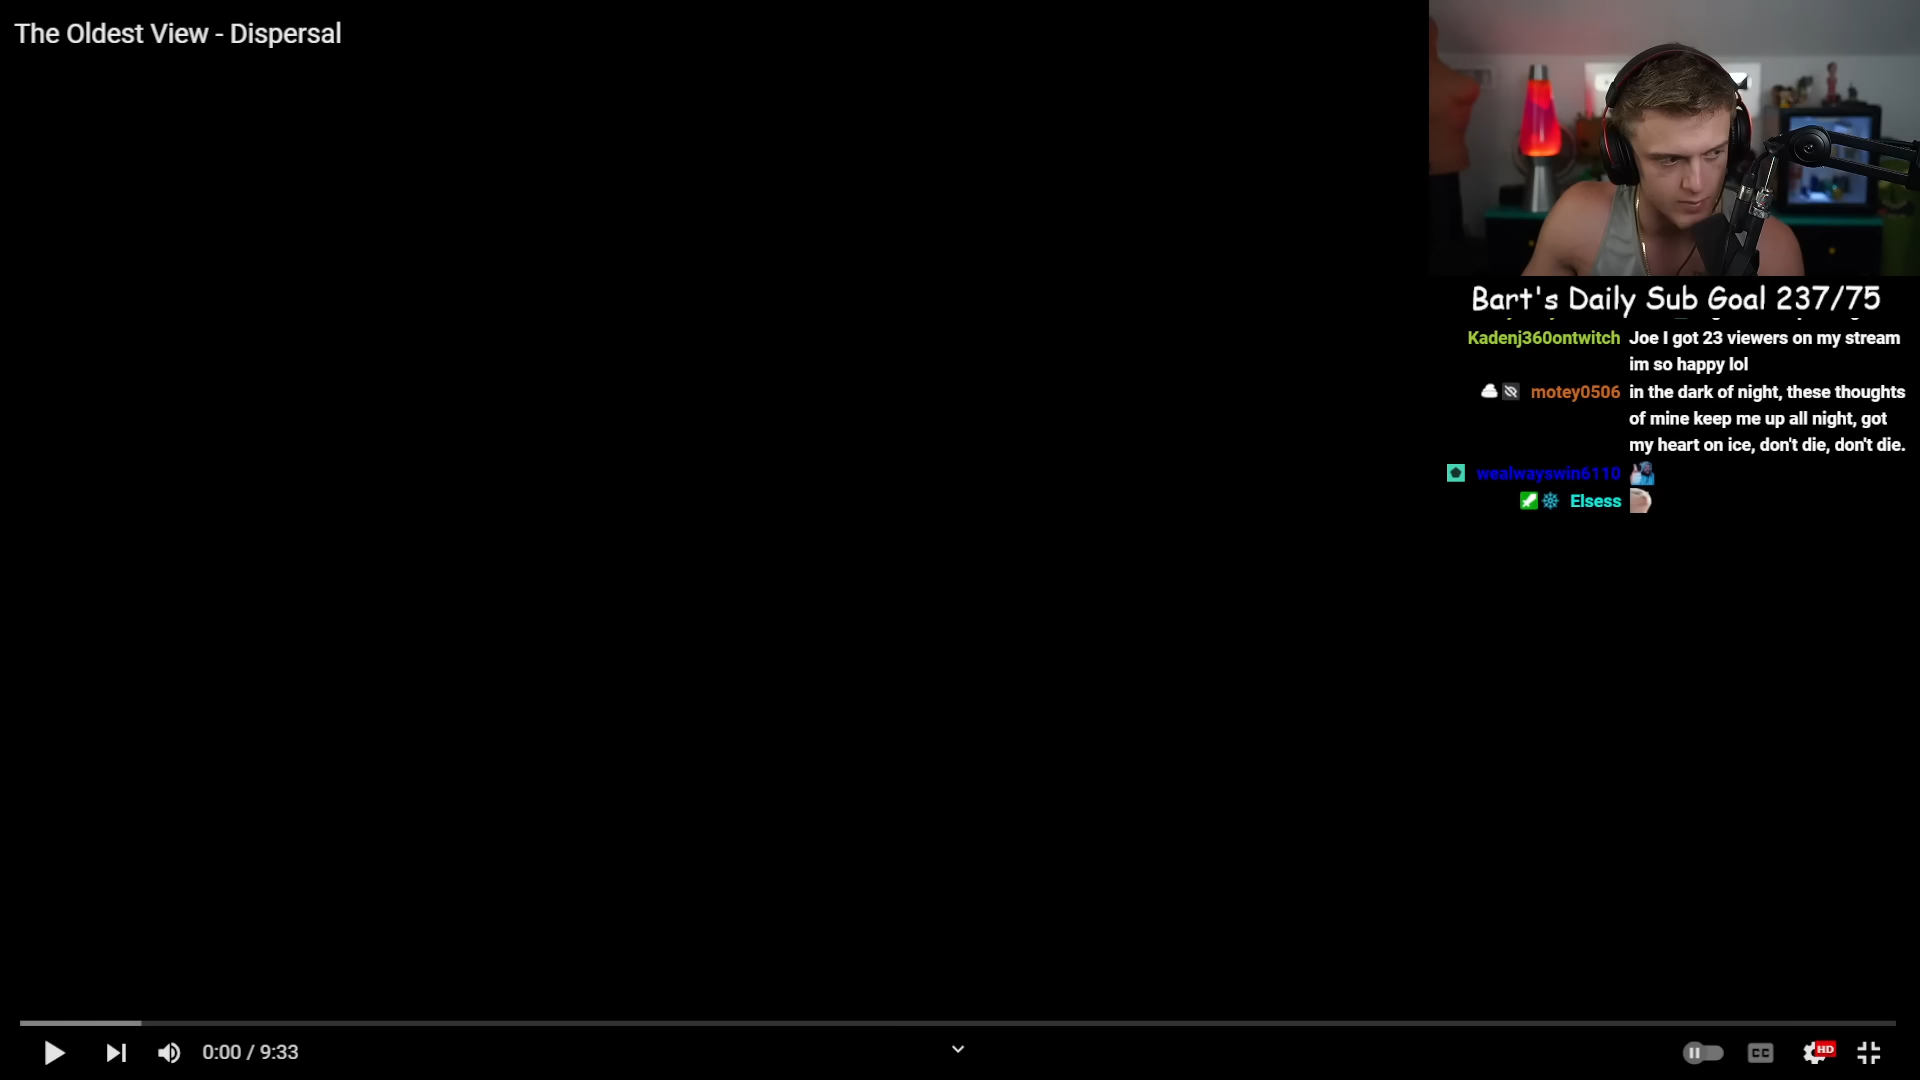 The Oldest View - Dispersal
Bart's Daily Sub Goal 237/75
Kadenj360ontwitch Joe I got 23 viewers on my stream
im so happy lol
motey0506 in the dark of night, these thoughts
of mine keep me up all night, got
my heart on ice, don't die, don't die.
wealwayswin6110
Elsess
0:00 / 9:33
CC
HD